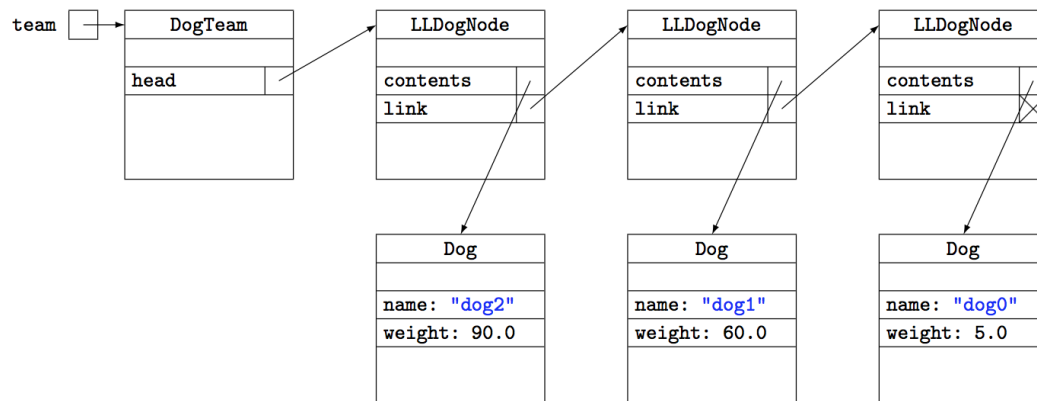 team
DogTeam
LLDogNode
LLDogNode
LLDogNode
head
contents
contents
contents
link
link
link
Dog
Dog
Dog
name: "dog2"
name: "dog1"
name: "dog0"
weight: 90.0
weight: 60.0
weight: 5.0